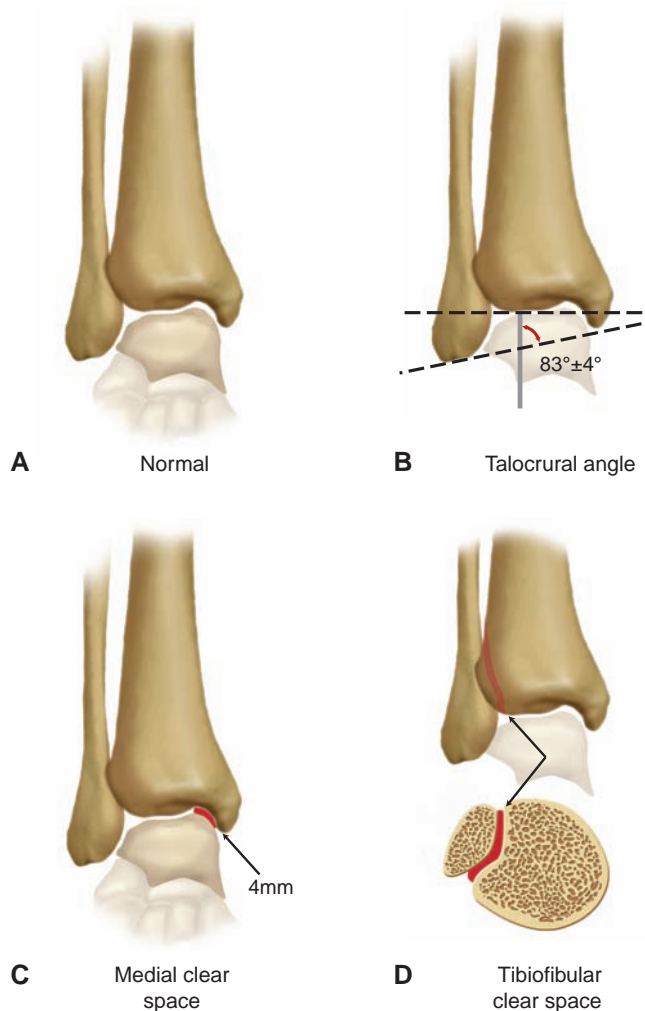 83°±4°
A Normal
B Talocrural angle
4mm
C Medial clear
space
D Tibiofibular
clear space